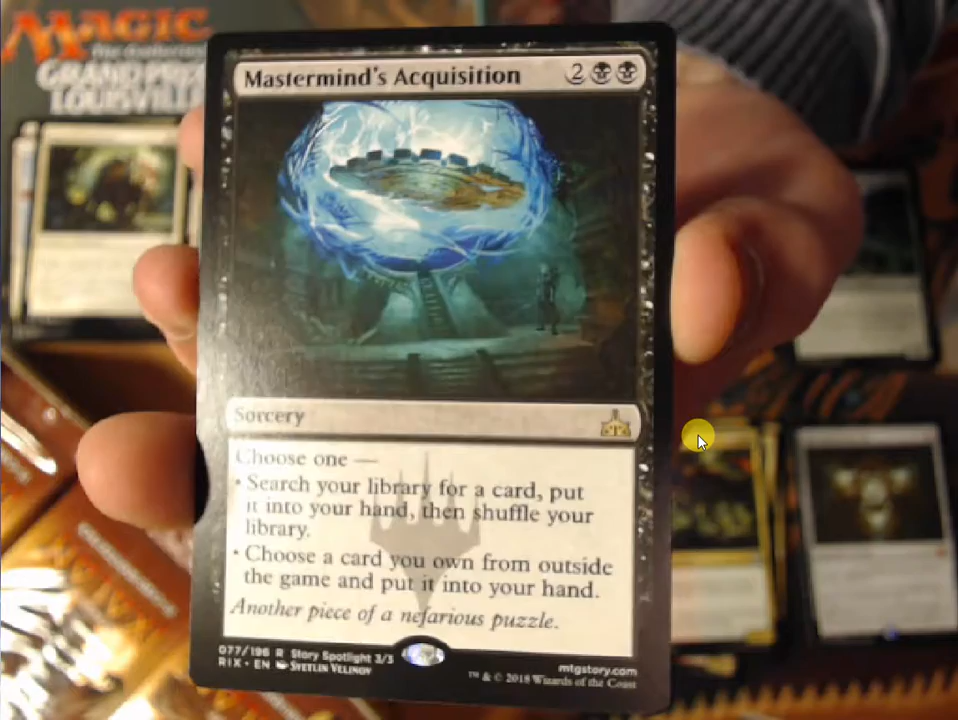 MAGIC
The Gathering
GRAND PRIX
LOUISVILLE
Mastermind's Acquisition 2
Sorcery
Choose one —
• Search your library for a card, put
it into your hand, then shuffle your
library.
• Choose a card you own from outside
the game and put it into your hand.
Another piece of a nefarious puzzle.
077/196 R Story Spotlight 3/3
RIX • EN Svetlin Velinov
mtgstory.com
™ & © 2018 Wizards of the Coast